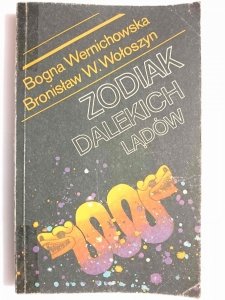 Bogna Wernichowska
Bronisław W. Wołoszyn
ZODIAK
DALEKICH
LĄDÓW